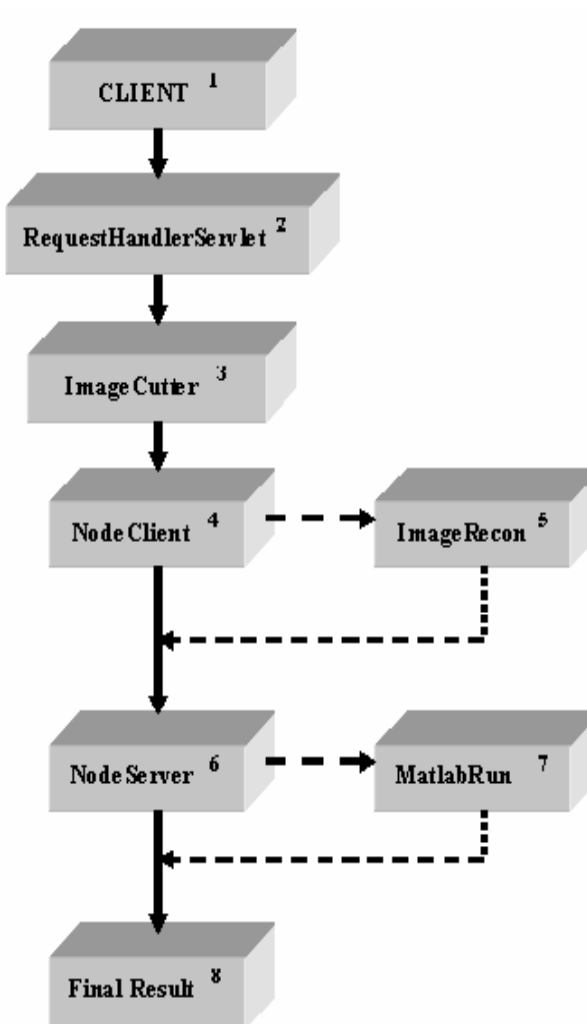 CLIENT 1
RequestHandlerServlet 2
ImageCutter 3
NodeClient 4
ImageRecon 5
NodeServer 6
MatlabRun 7
Final Result 8